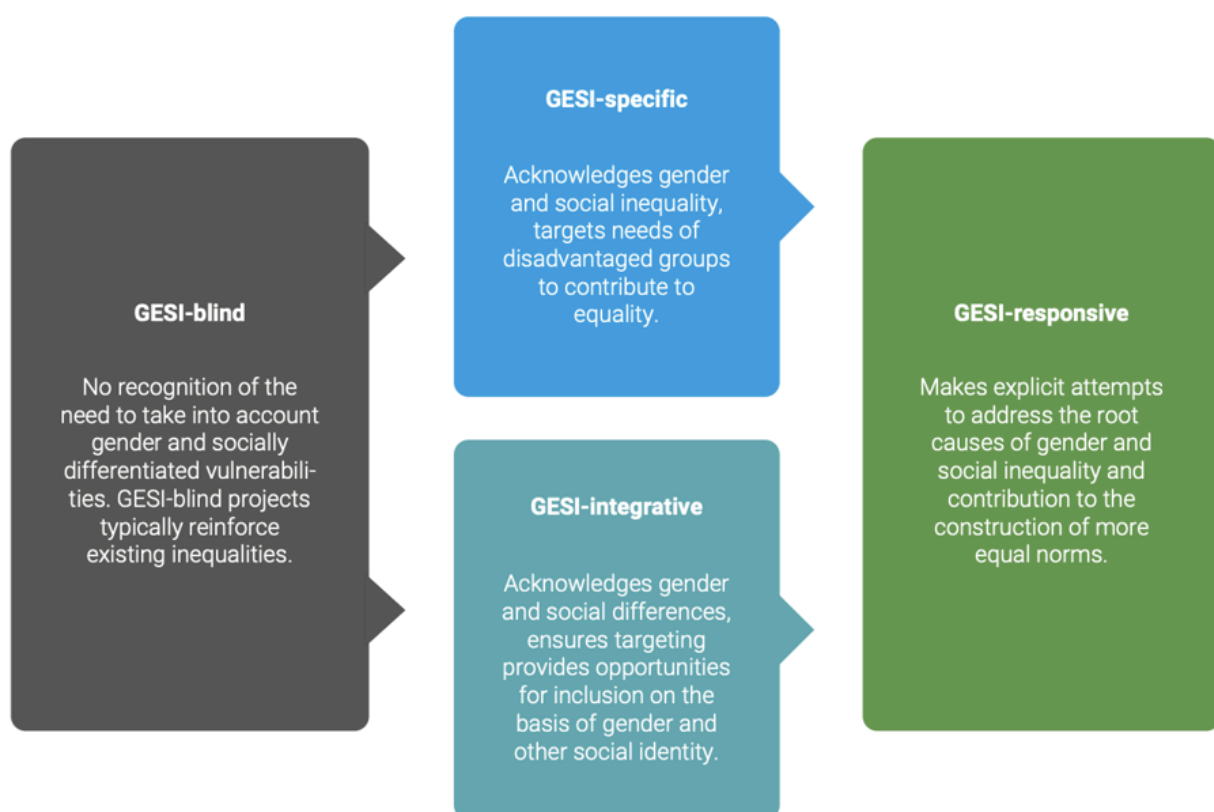 GESI-blind
No recognition of the
need to take into account
gender and socially
differentiated vulnerabili-
ties. GESI-blind projects
typically reinforce
existing inequalities.
GESI-specific
Acknowledges gender
and social inequality,
targets needs of
disadvantaged groups
to contribute to
equality.
GESI-integrative
Acknowledges gender
and social differences,
ensures targeting
provides opportunities
for inclusion on the
basis of gender and
other social identity.
GESI-responsive
Makes explicit attempts
to address the root
causes of gender and
social inequality and
contribution to the
construction of more
equal norms.